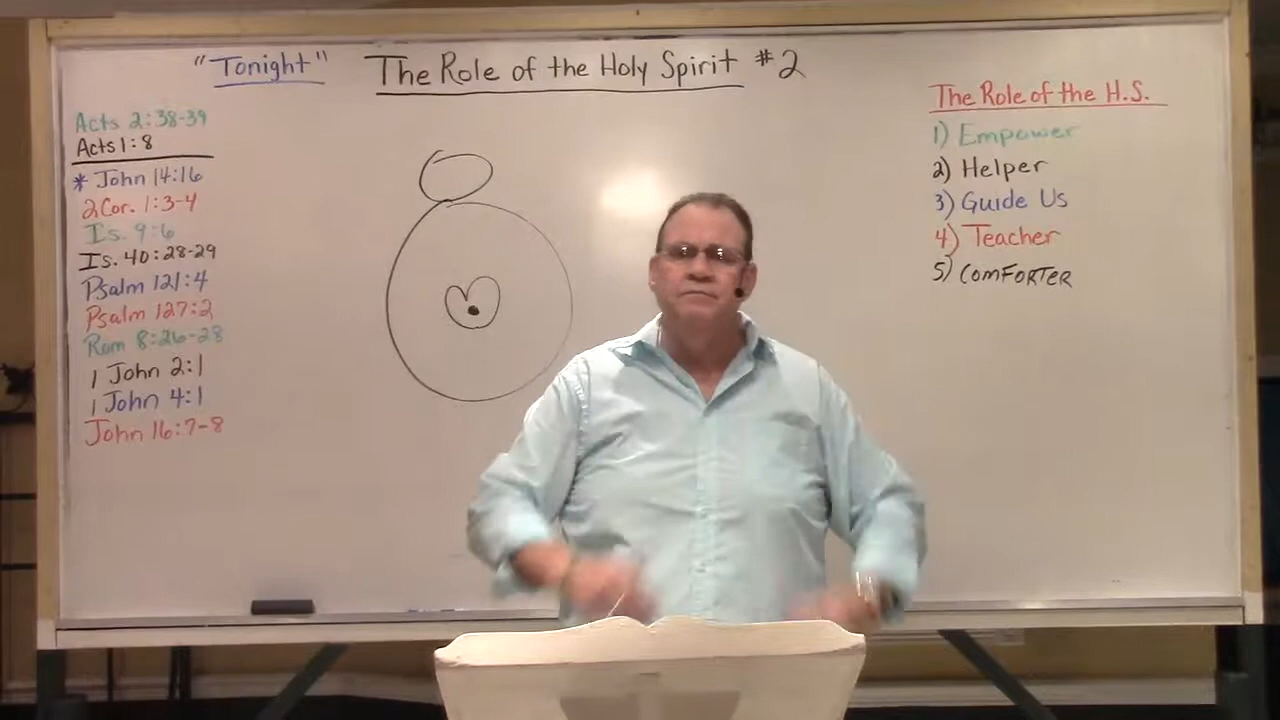 "Tonight" The Role of the Holy Spirit #2
Acts 2:38-39
Acts 1:8
* John 14:16
2 Cor. 1:3-4
Is. 9:6
Is. 40:28-29
Psalm 121:4
Psalm 127:2
Rom 8:26-28
1 John 2:1
1 John 4:1
John 16:7-8
The Role of the H.S.
1) Empower
2) Helper
3) Guide Us
4) Teacher
5) COMFORTER